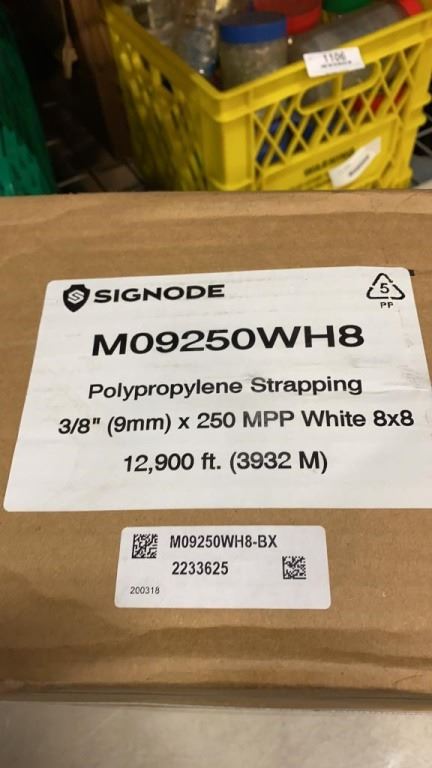 1106
SIGNODE
5
PP
M09250WH8
Polypropylene Strapping
3/8" (9mm) x 250 MPP White 8x8
12,900 ft. (3932 M)
M09250WH8-BX
2233625
200318